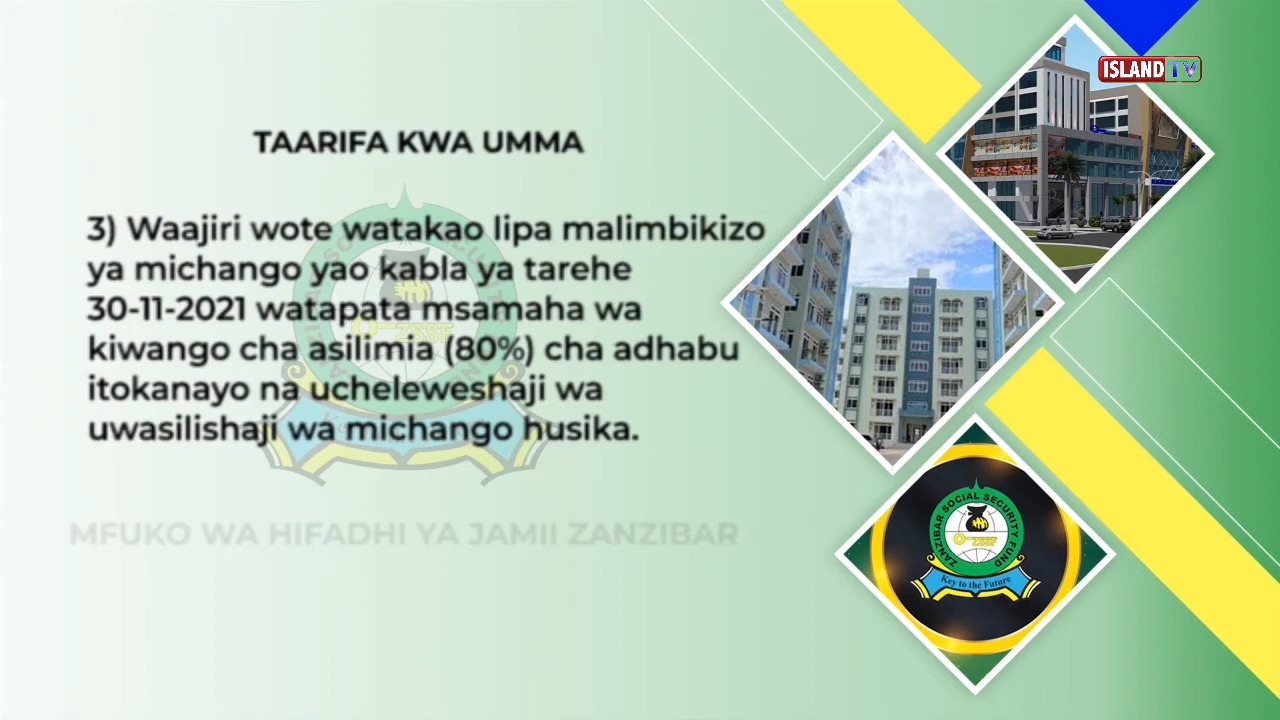 ISLAND TV
TAARIFA KWA UMMA
3) Waajiri wote watakao lipa malimbikizo
ya michango yao kabla ya tarehe
30-11-2021 watapata msamaha wa
kiwango cha asilimia (80%) cha adhabu
itokanayo na ucheleweshaji wa
uwasilishaji wa michango husika.
MFUKO WA HIFADHI YA JAMII ZANZIBAR
ZANZIBAR SOCIAL SECURITY FUND
ZSSF
Key to the Future